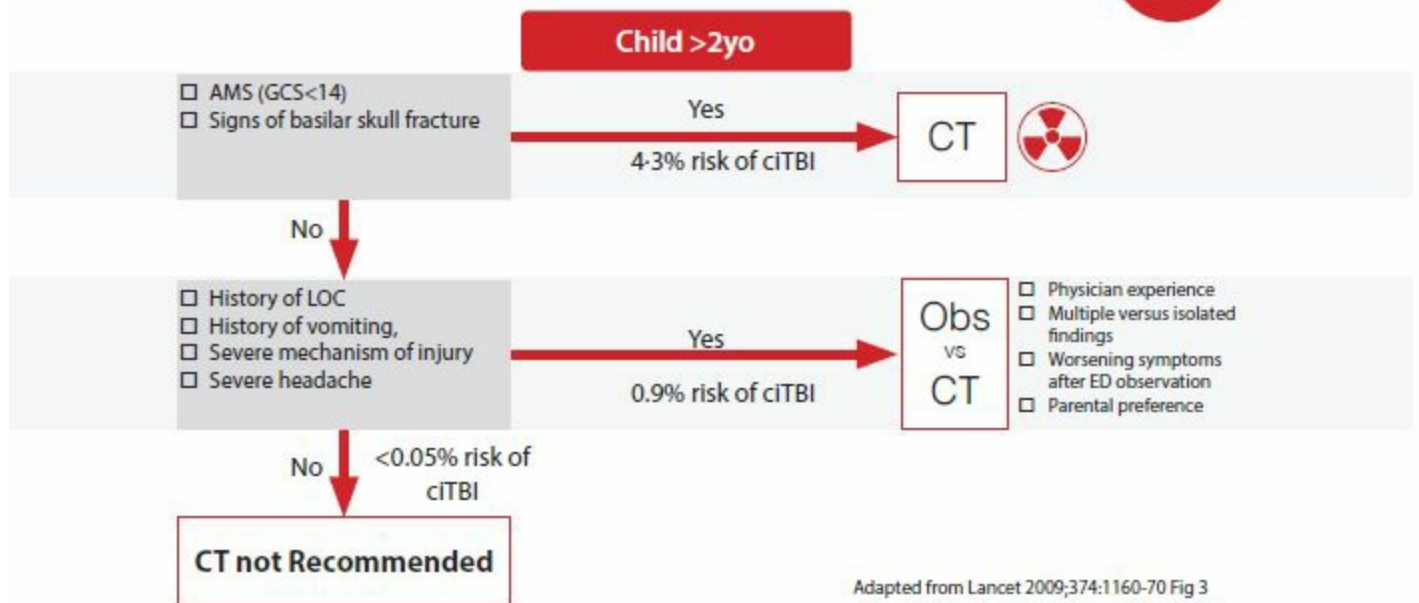 Child >2yo
☐ AMS (GCS<14)
☐ Signs of basilar skull fracture
Yes
4·3% risk of ciTBI
CT
No
☐ History of LOC
☐ History of vomiting,
☐ Severe mechanism of injury
☐ Severe headache
Yes
0.9% risk of ciTBI
Obs
vs
CT
☐ Physician experience
☐ Multiple versus isolated
findings
☐ Worsening symptoms
after ED observation
☐ Parental preference
No
<0.05% risk of
ciTBI
CT not Recommended
Adapted from Lancet 2009;374:1160-70 Fig 3